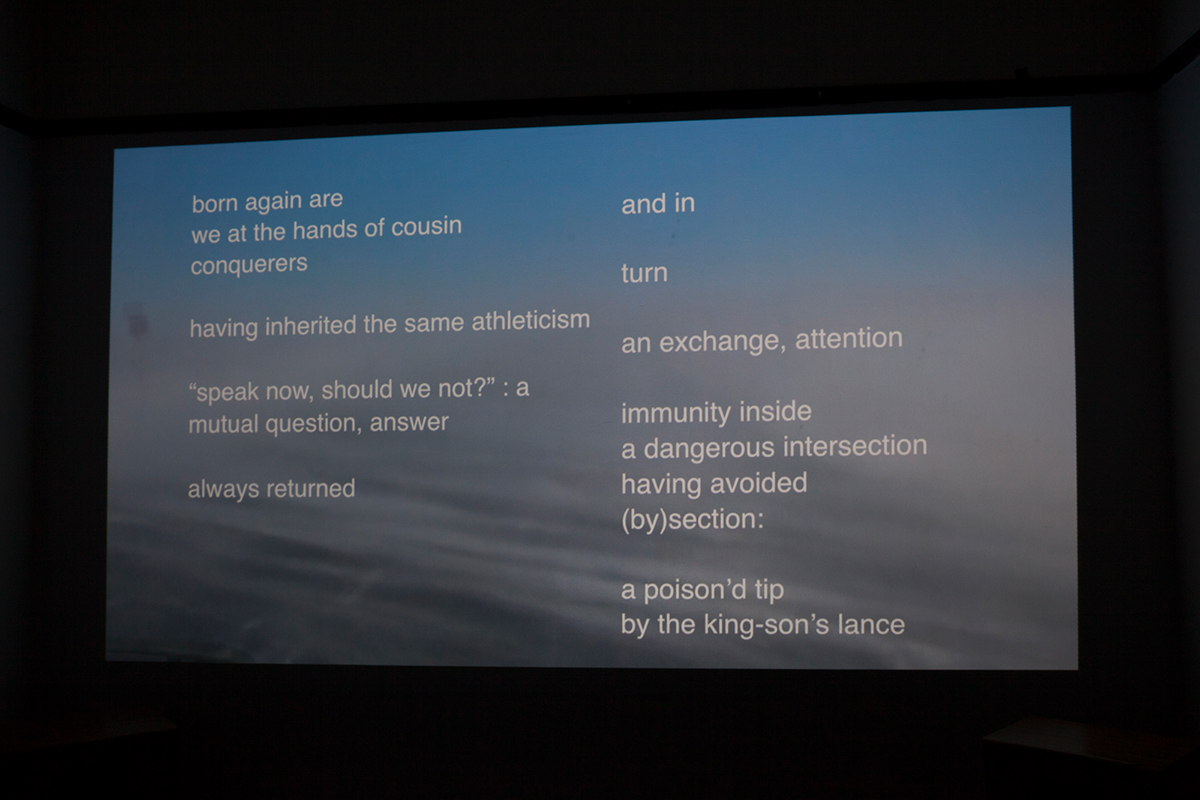 born again are
we at the hands of cousin
conquerers
having inherited the same athleticism
“speak now, should we not?” : a
mutual question, answer
always returned
and in
turn
an exchange, attention
immunity inside
a dangerous intersection
having avoided
(by)section:
a poison’d tip
by the king-son’s lance